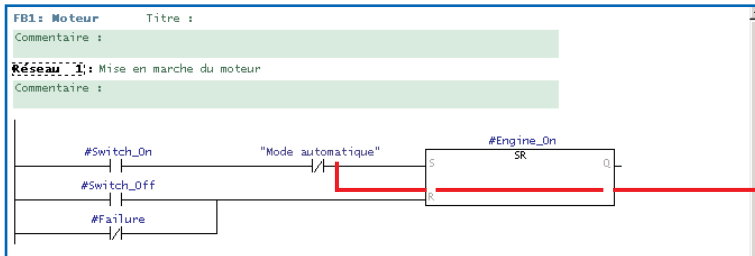 FB1: Moteur Titre :
Commentaire :
Réseau 1: Mise en marche du moteur
Commentaire :
#Switch_On "Mode automatique" #Engine_On
SR
S Q
#Switch_Off
R
#Failure